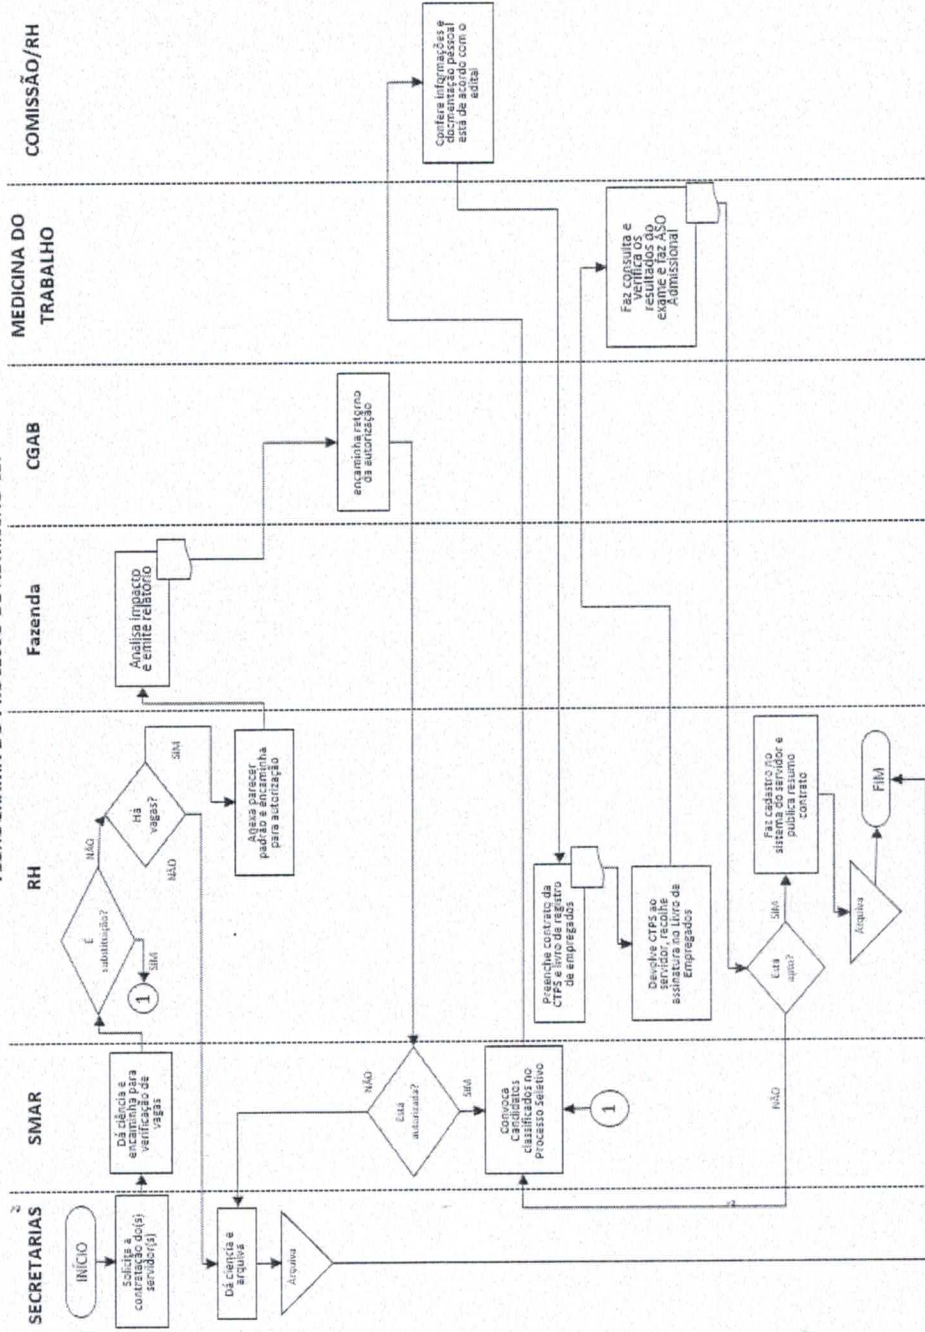 SECRETARIAS
SMAR
RH
Fazenda
CGAB
MEDICINA DO
TRABALHO
COMISSÃO/RH
INÍCIO
Solicita a
contratação do(s)
servidor(s)
Dá ciência e
encaminha para
verificação de
vagas
É
substituição?
NÃO
SIM
1
Há
vagas?
SIM
NÃO
Anexa parecer
padrão e encaminha
para autorização
Analisa impacto
e emite relatório
encaminha retorno
da autorização
Está
autorizada?
NÃO
SIM
Dá ciência e
arquiva
Arquiva
Convoca
Candidatos
classificados no
Processo Seletivo
1
Confere informações e
docmentação pessoal
está de acordo com o
edital
Preenche contrato da
CTPS e livro de registro
de empregados
Devolve CTPS ao
servidor, recolhe
assinatura no Livro de
Empregados
Faz consulta e
verifica os
resultados do
exame e faz ASO
Admissional
Está
apto?
SIM
NÃO
Faz cadastro no
sistema do servidor e
publica resumo
contrato
Arquiva
FIM